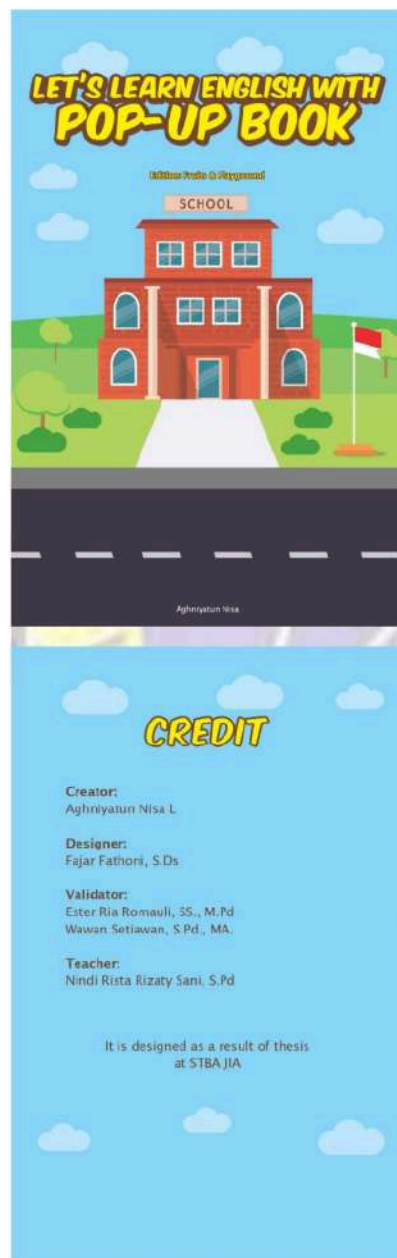 LET'S LEARN ENGLISH WITH
POP-UP BOOK
Edition Fruits & Playground
SCHOOL
Aghniyatun Nisa
CREDIT
Creator:
Aghniyatun Nisa L
Designer:
Fajar Fathoni, S.Ds
Validator:
Ester Ria Romauli, SS., M.Pd
Wawan Setiawan, S.Pd., MA.
Teacher:
Nindi Rista Rizaty Sani, S.Pd
It is designed as a result of thesis
at STBA JIA